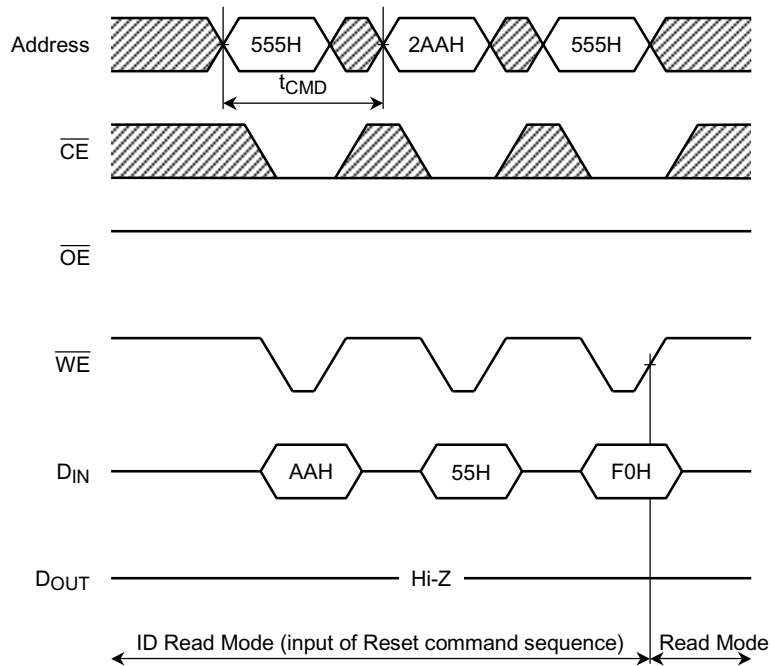 Address 555H 2AAH 555H
tCMD
CE
OE
WE
DIN AAH 55H F0H
DOUT Hi-Z
ID Read Mode (input of Reset command sequence) Read Mode